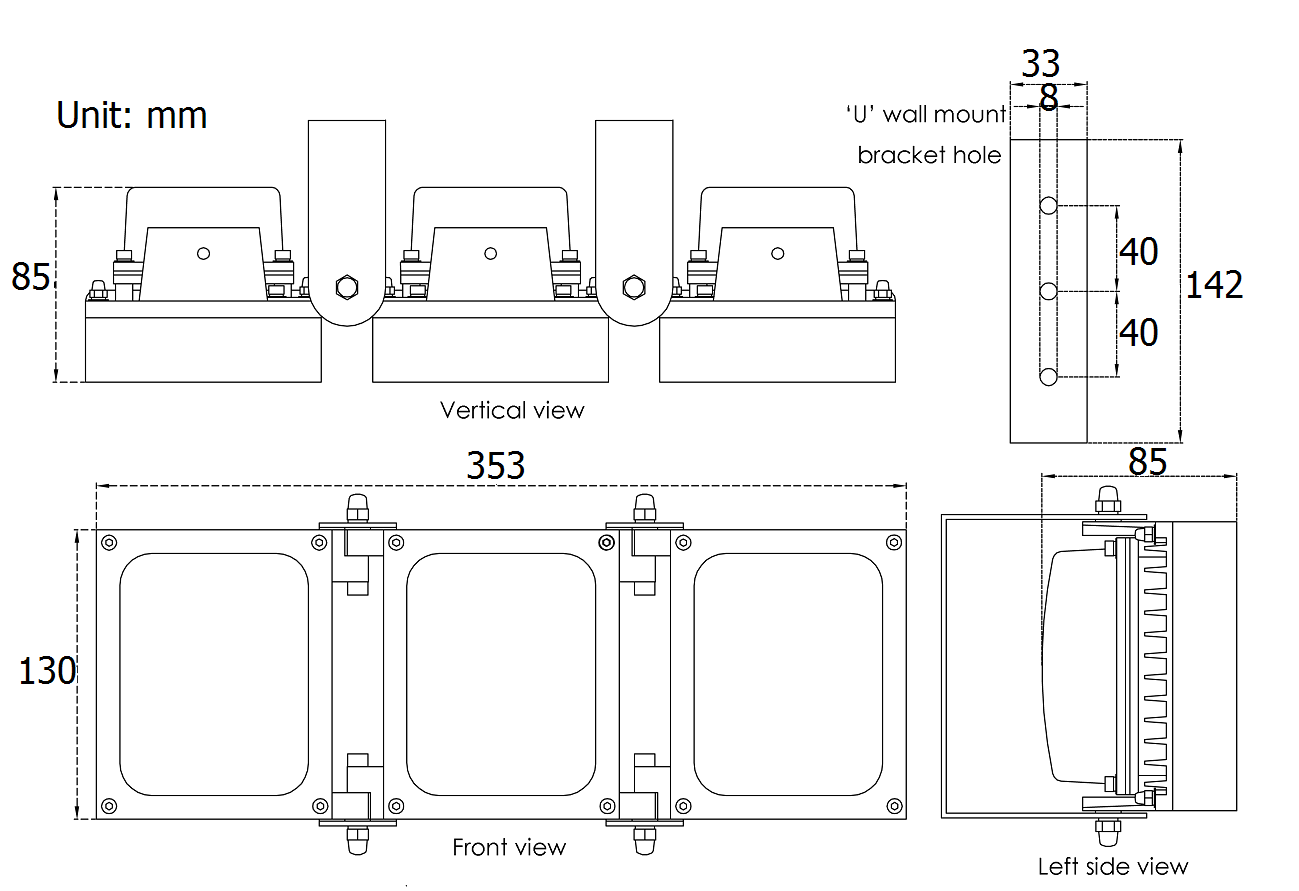 Unit: mm
33
8
'U' wall mount
bracket hole
85
40
142
40
Vertical view
353
85
130
Front view
Left side view